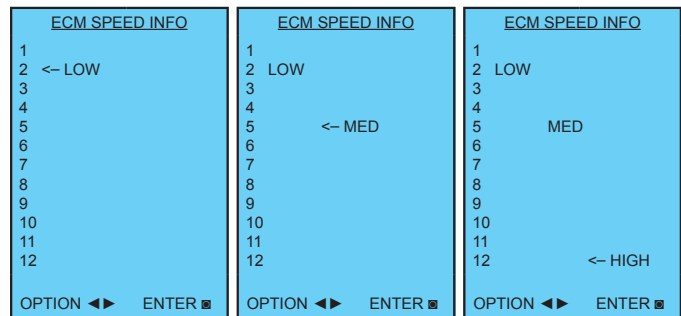 ECM SPEED INFO
1
2 <– LOW
3
4
5
6
7
8
9
10
11
12
OPTION ◄► ENTER ◙
ECM SPEED INFO
1
2 LOW
3
4
5 <– MED
6
7
8
9
10
11
12
OPTION ◄► ENTER ◙
ECM SPEED INFO
1
2 LOW
3
4
5 MED
6
7
8
9
10
11
12 <– HIGH
OPTION ◄► ENTER ◙